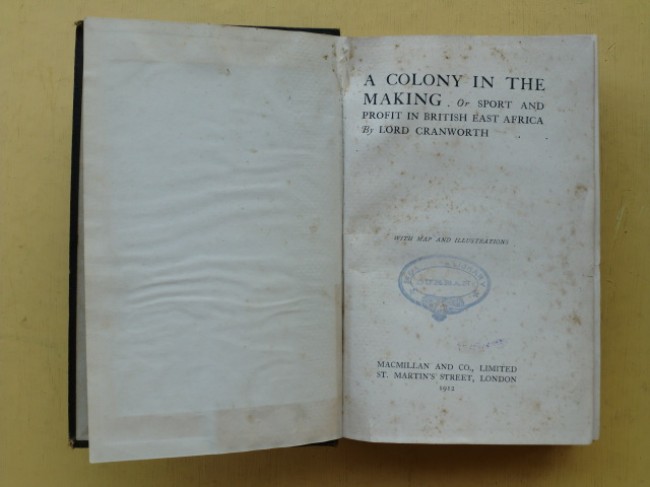 A COLONY IN THE
MAKING. Or SPORT AND
PROFIT IN BRITISH EAST AFRICA
By LORD CRANWORTH
WITH MAP AND ILLUSTRATIONS
DURBAN
MACMILLAN AND CO., LIMITED
ST. MARTIN'S STREET, LONDON
1912